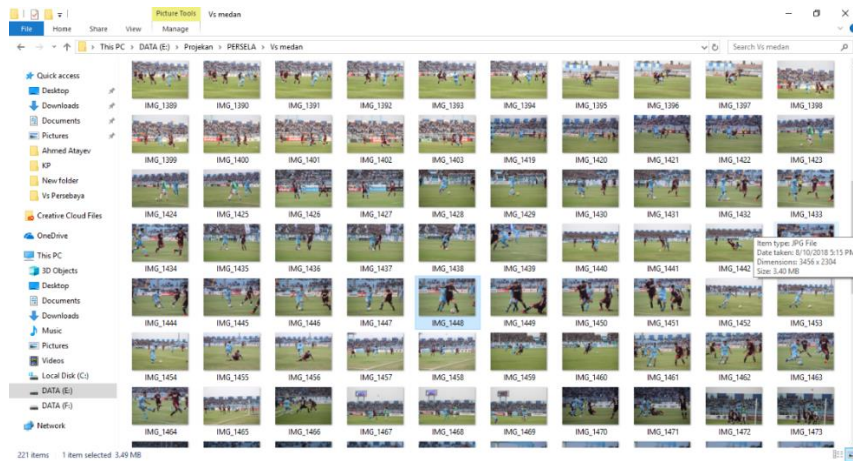 Picture Tools Vs medan
File Home Share View Manage
This PC DATA (E:) Projekan PERSELA Vs medan Search Vs medan
Quick access
Desktop
Downloads
Documents
Pictures
Ahmed Atayev
KP
New folder
Vs Persebaya
Creative Cloud Files
OneDrive
This PC
3D Objects
Desktop
Documents
Downloads
Music
Pictures
Videos
Local Disk (C:)
DATA (E:)
DATA (F:)
Network
IMG_1389 IMG_1390 IMG_1391 IMG_1392 IMG_1393 IMG_1394 IMG_1395 IMG_1396 IMG_1397 IMG_1398
IMG_1399 IMG_1400 IMG_1401 IMG_1402 IMG_1403 IMG_1419 IMG_1420 IMG_1421 IMG_1422 IMG_1423
IMG_1424 IMG_1425 IMG_1426 IMG_1427 IMG_1428 IMG_1429 IMG_1430 IMG_1431 IMG_1432 IMG_1433
IMG_1434 IMG_1435 IMG_1436 IMG_1437 IMG_1438 IMG_1439 IMG_1440 IMG_1441 IMG_1442
Item type: JPG File
Date taken: 8/10/2018 5:15 PM
Dimensions: 3456 x 2304
Size: 3.40 MB
IMG_1444 IMG_1445 IMG_1446 IMG_1447 IMG_1448 IMG_1449 IMG_1450 IMG_1451 IMG_1452 IMG_1453
IMG_1454 IMG_1455 IMG_1456 IMG_1457 IMG_1458 IMG_1459 IMG_1460 IMG_1461 IMG_1462 IMG_1463
IMG_1464 IMG_1465 IMG_1466 IMG_1467 IMG_1468 IMG_1469 IMG_1470 IMG_1471 IMG_1472 IMG_1473
221 items 1 item selected 3.49 MB